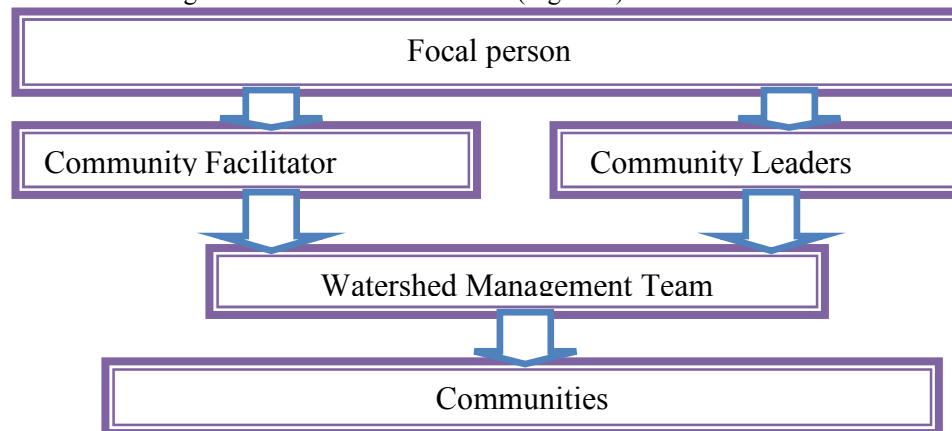 Focal person
Community Facilitator
Community Leaders
Watershed Management Team
Communities